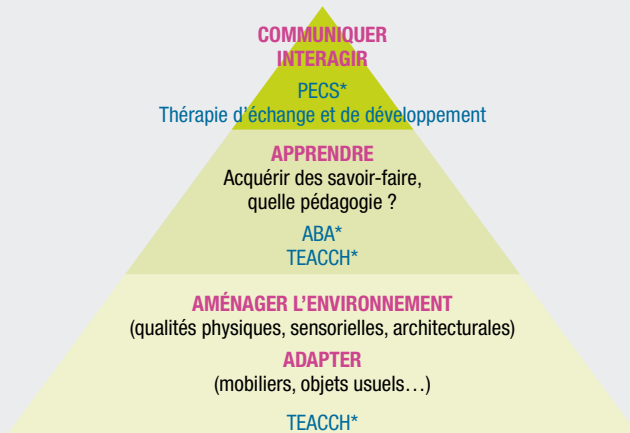 COMMUNIQUER
INTERAGIR
PECS*
Thérapie d'échange et de développement
APPRENDRE
Acquérir des savoir-faire,
quelle pédagogie ?
ABA*
TEACCH*
AMÉNAGER L'ENVIRONNEMENT
(qualités physiques, sensorielles, architecturales)
ADAPTER
(mobiliers, objets usuels…)
TEACCH*